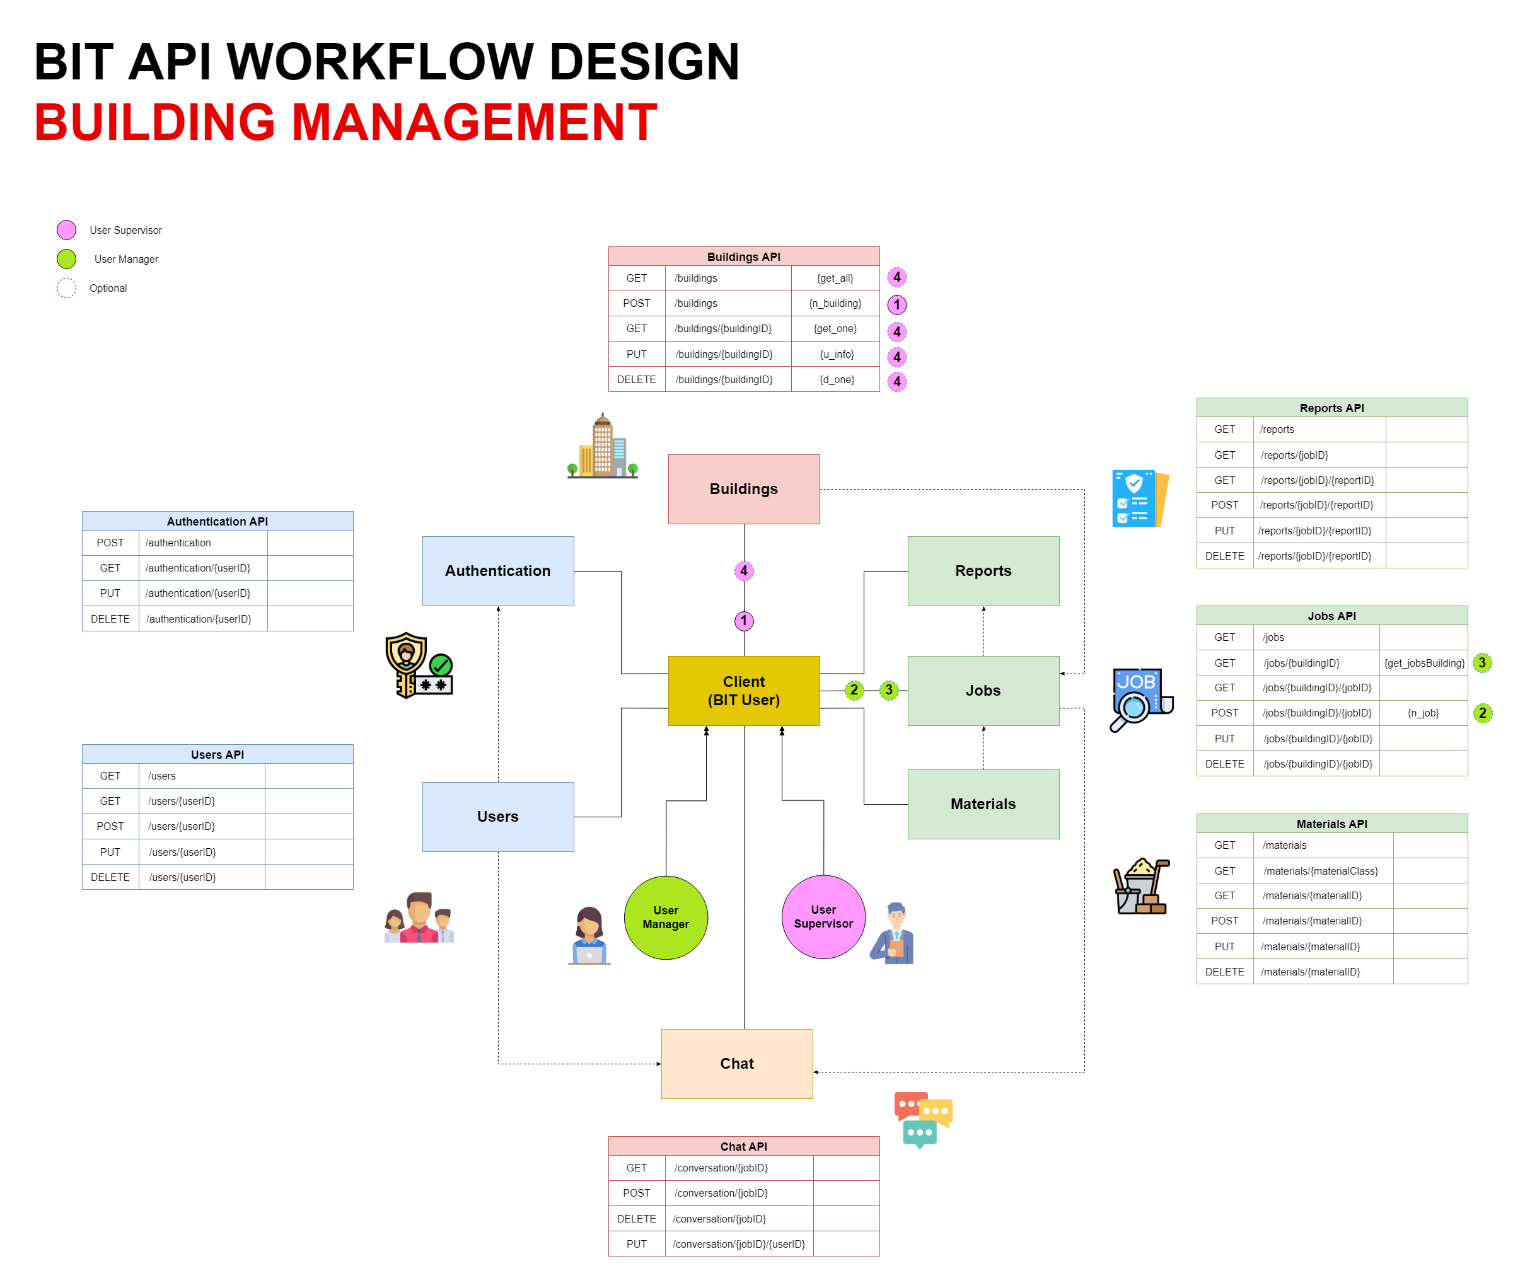 BIT API WORKFLOW DESIGN
BUILDING MANAGEMENT
User Supervisor
User Manager
Optional
Buildings API
GET /buildings {get_all} 4
POST /buildings {n_building} 1
GET /buildings/{buildingID} {get_one} 4
PUT /buildings/{buildingID} {u_info} 4
DELETE /buildings/{buildingID} {d_one} 4
Reports API
GET /reports
GET /reports/{jobID}
GET /reports/{jobID}/{reportID}
POST /reports/{jobID}/{reportID}
PUT /reports/{jobID}/{reportID}
DELETE /reports/{jobID}/{reportID}
Authentication API
POST /authentication
GET /authentication/{userID}
PUT /authentication/{userID}
DELETE /authentication/{userID}
Buildings
Authentication
Reports
4
1
Client
(BIT User)
2 3
Jobs
Users
Materials
Jobs API
GET /jobs
GET /jobs/{buildingID} {get_jobsBuilding} 3
GET /jobs/{buildingID}/{jobID}
POST /jobs/{buildingID}/{jobID} {n_job} 2
PUT /jobs/{buildingID}/{jobID}
DELETE /jobs/{buildingID}/{jobID}
JOB
**
Users API
GET /users
GET /users/{userID}
POST /users/{userID}
PUT /users/{userID}
DELETE /users/{userID}
Materials API
GET /materials
GET /materials/{materialClass}
GET /materials/{materialID}
POST /materials/{materialID}
PUT /materials/{materialID}
DELETE /materials/{materialID}
User
Manager
User
Supervisor
Chat
Chat API
GET /conversation/{jobID}
POST /conversation/{jobID}
DELETE /conversation/{jobID}
PUT /conversation/{jobID}/{userID}